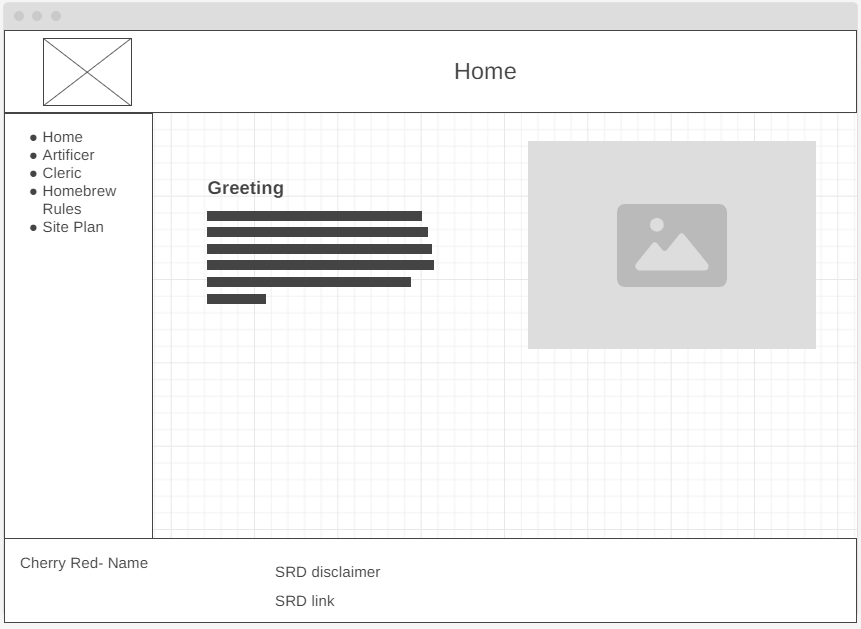 Home
● Home
● Artificer
● Cleric
● Homebrew
Rules
● Site Plan
Greeting
Cherry Red- Name
SRD disclaimer
SRD link